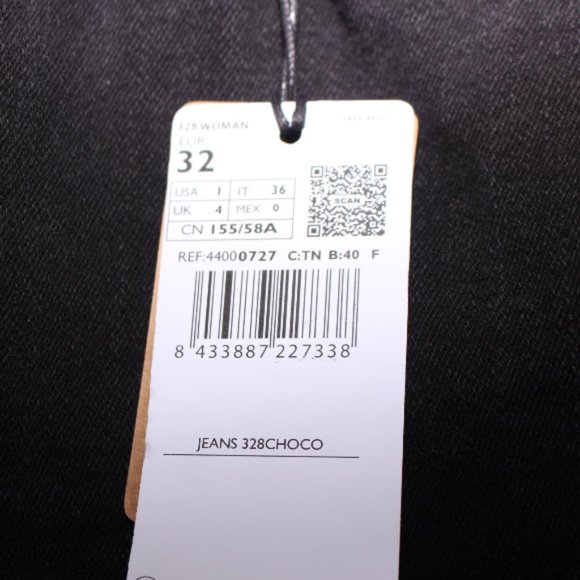 328 WOMAN
EUR
32
USA 1 IT 36
UK 4 MEX 0
CN 155/58A
SCAN
REF:44000727 C:TN B:40 F
8 433887 227338
JEANS 328CHOCO